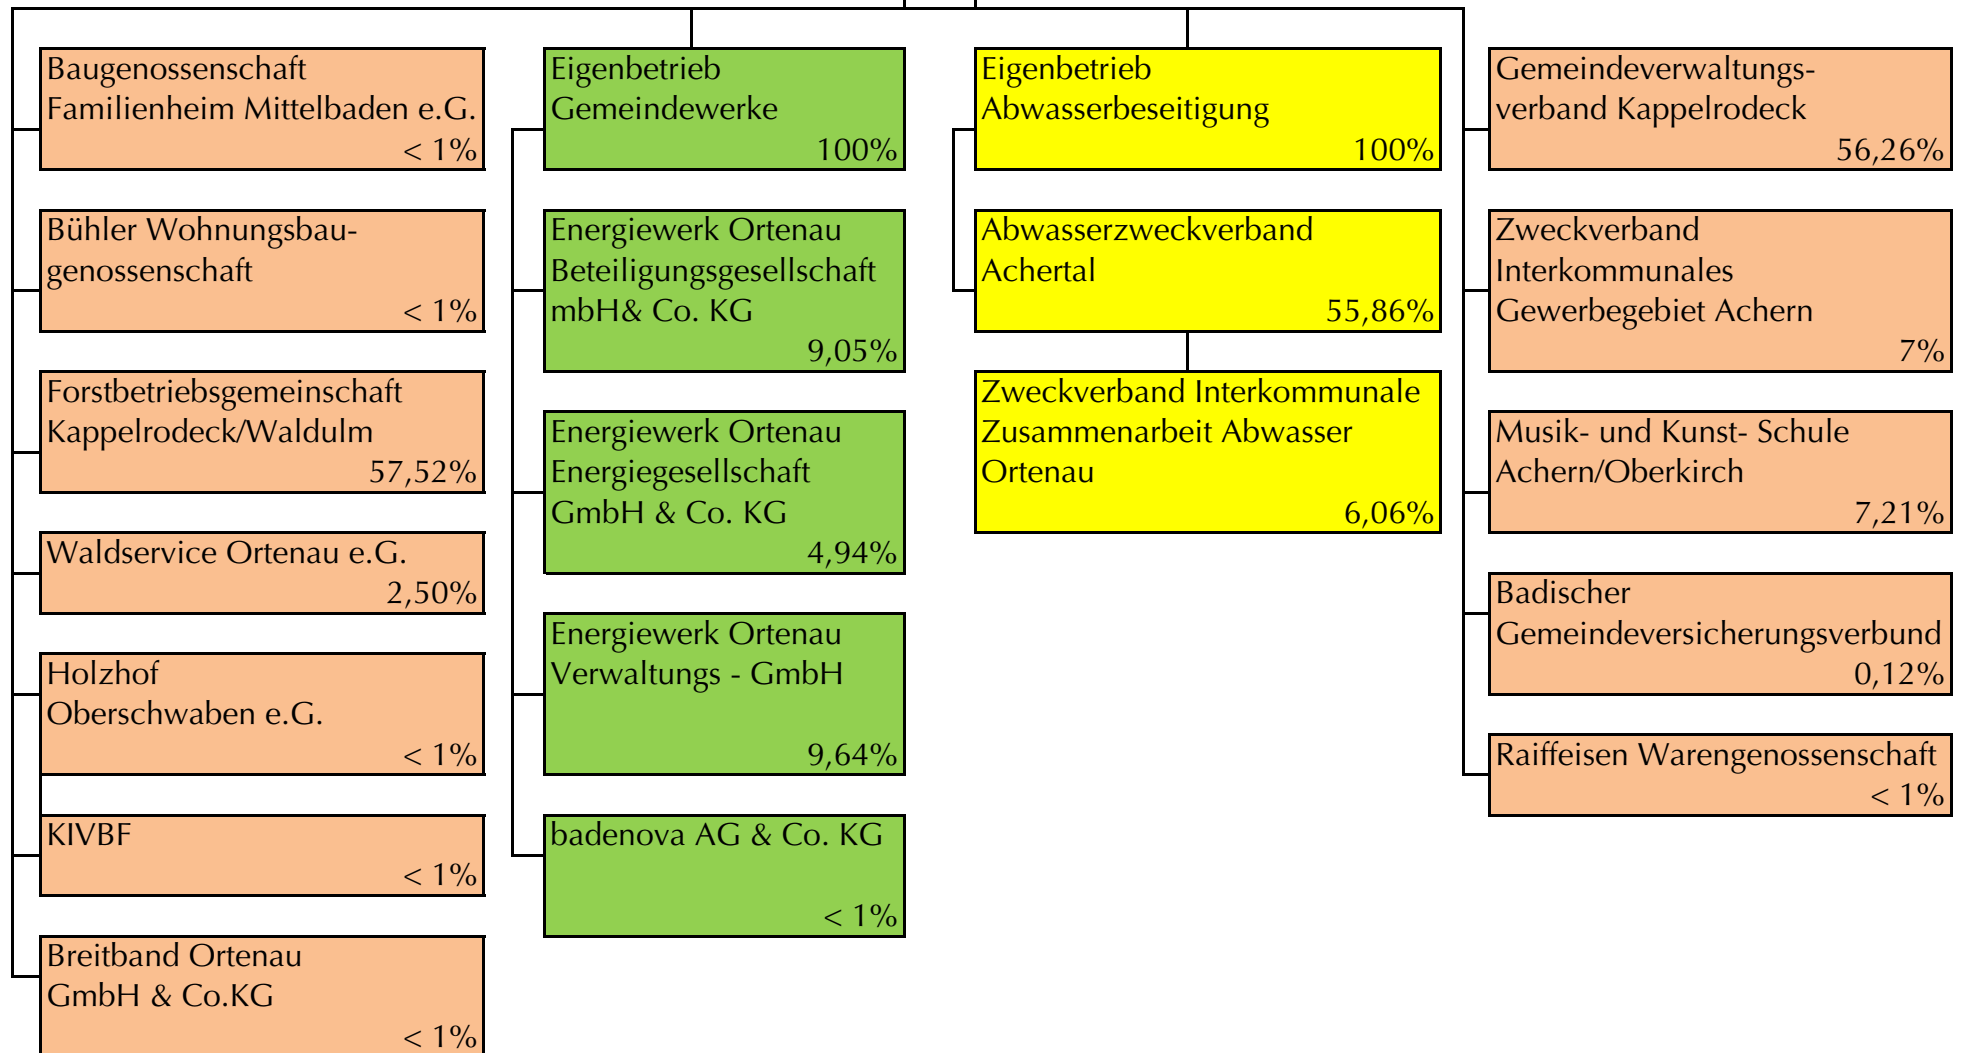 Baugenossenschaft
Familienheim Mittelbaden e.G.
< 1%
Bühler Wohnungsbau-
genossenschaft
< 1%
Forstbetriebsgemeinschaft
Kappelrodeck/Waldulm
57,52%
Waldservice Ortenau e.G.
2,50%
Holzhof
Oberschwaben e.G.
< 1%
KIVBF
< 1%
Breitband Ortenau
GmbH & Co.KG
< 1%
Eigenbetrieb
Gemeindewerke
100%
Energiewerk Ortenau
Beteiligungsgesellschaft
mbH& Co. KG
9,05%
Energiewerk Ortenau
Energiegesellschaft
GmbH & Co. KG
4,94%
Energiewerk Ortenau
Verwaltungs - GmbH
9,64%
badenova AG & Co. KG
< 1%
Eigenbetrieb
Abwasserbeseitigung
100%
Abwasserzweckverband
Achertal
55,86%
Zweckverband Interkommunale
Zusammenarbeit Abwasser
Ortenau
6,06%
Gemeindeverwaltungs-
verband Kappelrodeck
56,26%
Zweckverband
Interkommunales
Gewerbegebiet Achern
7%
Musik- und Kunst- Schule
Achern/Oberkirch
7,21%
Badischer
Gemeindeversicherungsverbund
0,12%
Raiffeisen Warengenossenschaft
< 1%